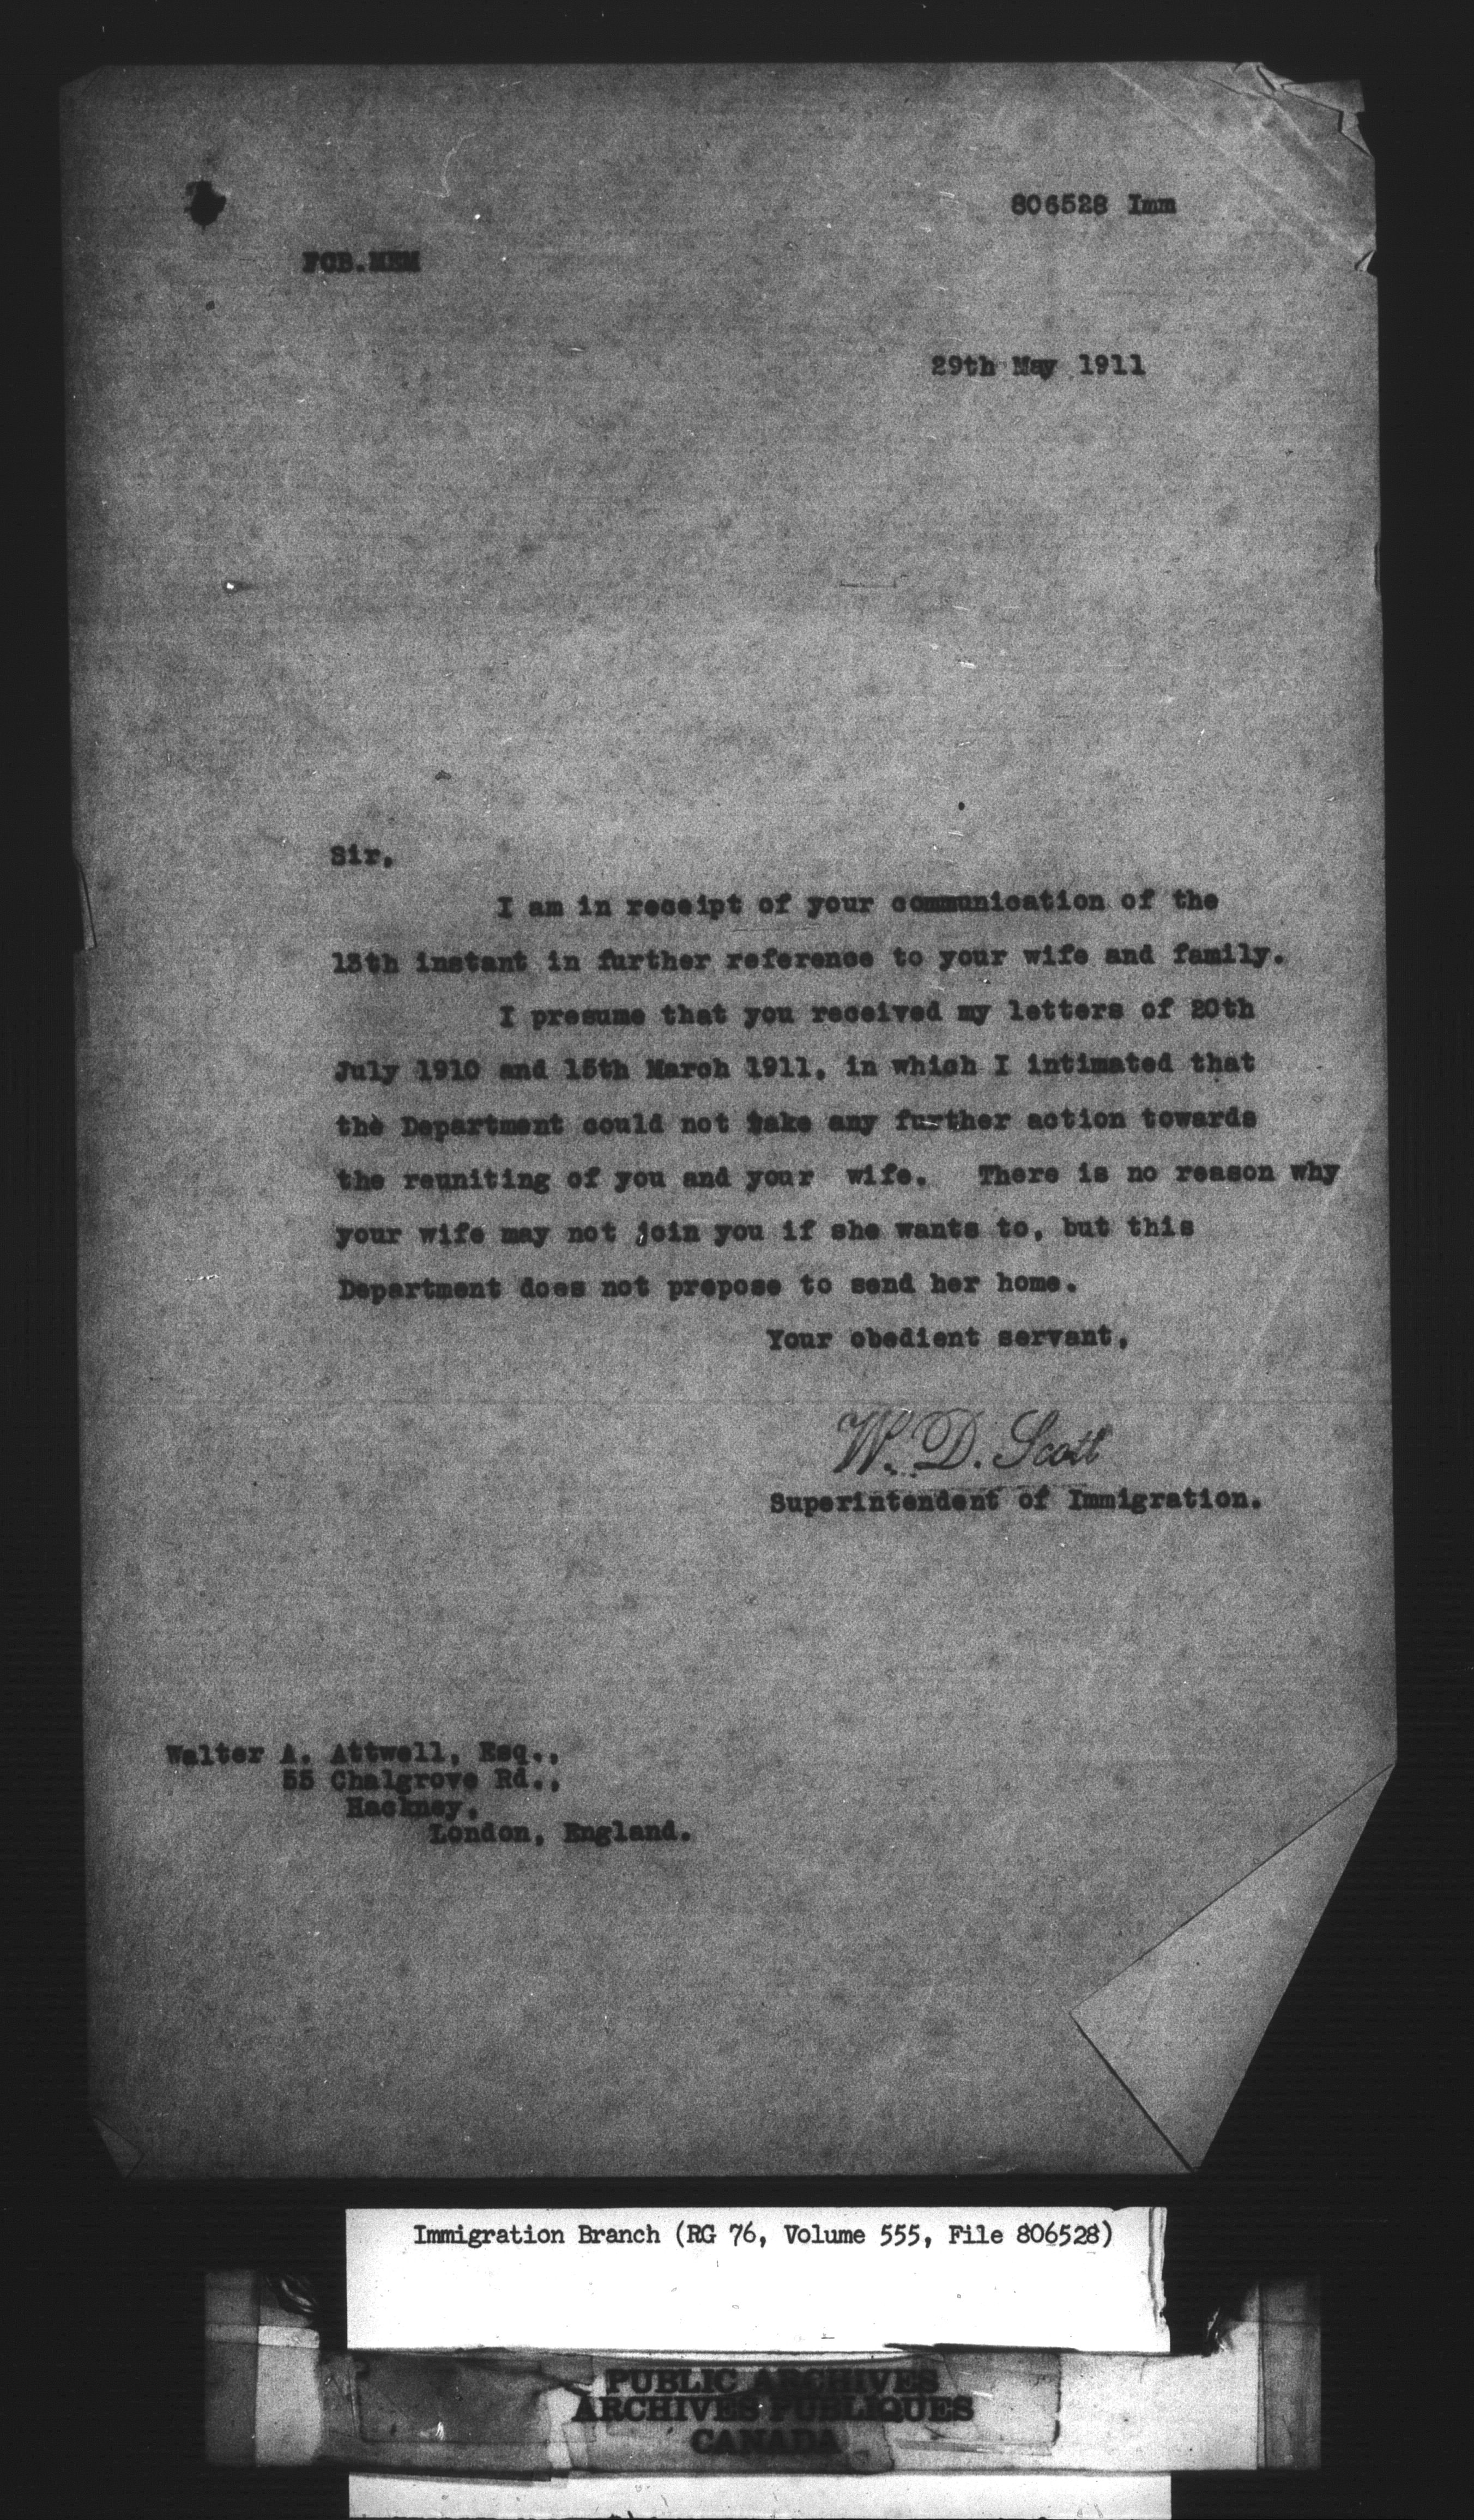 806528 Imm
FCB.MEM
29th May 1911
Sir,
I am in receipt of your communication of the
13th instant in further reference to your wife and family.
I presume that you received my letters of 20th
July 1910 and 15th March 1911, in which I intimated that
the Department could not take any further action towards
the reuniting of you and your wife. There is no reason why
your wife may not join you if she wants to, but this
Department does not propose to send her home.
Your obedient servant,
W. D. Scott
Superintendent of Immigration.
Walter A. Attwell, Esq.,
55 Chalgrove Rd.,
Hackney,
London, England.
Immigration Branch (RG 76, Volume 555, File 806528)
PUBLIC ARCHIVES
ARCHIVES PUBLIQUES
CANADA